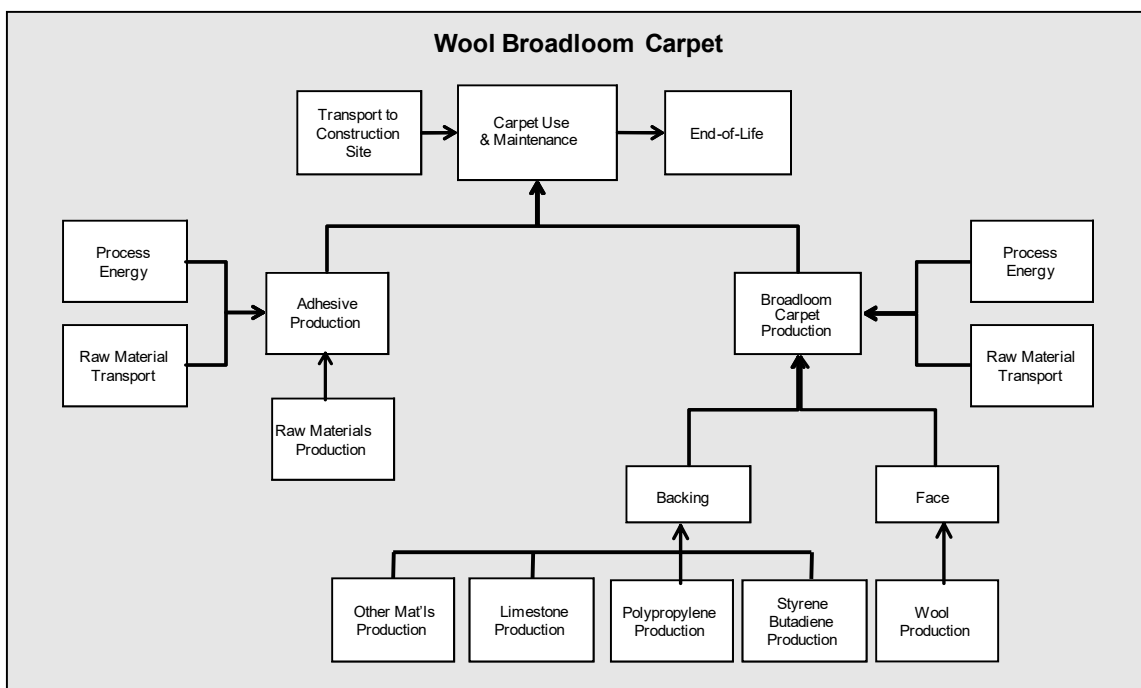 Wool Broadloom Carpet
Transport to
Construction
Site
Carpet Use
& Maintenance
End-of-Life
Process
Energy
Raw Material
Transport
Adhesive
Production
Raw Materials
Production
Broadloom
Carpet
Production
Process
Energy
Raw Material
Transport
Backing
Face
Other Mat'ls
Production
Limestone
Production
Polypropylene
Production
Styrene
Butadiene
Production
Wool
Production